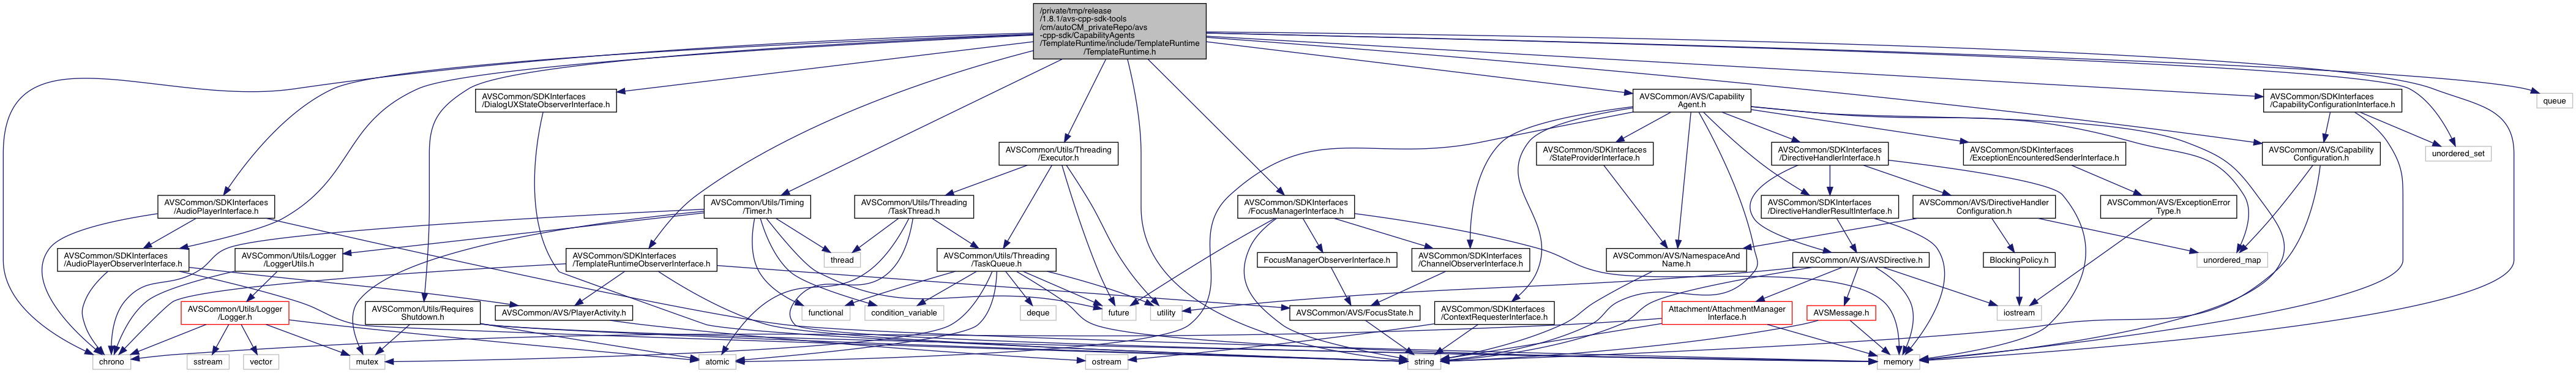 /private/tmp/release
/1.8.1/avs-cpp-sdk-tools
/cm/autoCM_privateRepo/avs
-cpp-sdk/CapabilityAgents
/TemplateRuntime/include/TemplateRuntime
/TemplateRuntime.h
AVSCommon/SDKInterfaces
/DialogUXStateObserverInterface.h
AVSCommon/AVS/Capability
Agent.h
AVSCommon/SDKInterfaces
/CapabilityConfigurationInterface.h
queue
AVSCommon/Utils/Threading
/Executor.h
AVSCommon/SDKInterfaces
/StateProviderInterface.h
AVSCommon/SDKInterfaces
/DirectiveHandlerInterface.h
AVSCommon/SDKInterfaces
/ExceptionEncounteredSenderInterface.h
AVSCommon/AVS/Capability
Configuration.h
unordered_set
AVSCommon/SDKInterfaces
/AudioPlayerInterface.h
AVSCommon/Utils/Timing
/Timer.h
AVSCommon/Utils/Threading
/TaskThread.h
AVSCommon/SDKInterfaces
/FocusManagerInterface.h
AVSCommon/SDKInterfaces
/DirectiveHandlerResultInterface.h
AVSCommon/AVS/DirectiveHandler
Configuration.h
AVSCommon/AVS/ExceptionError
Type.h
AVSCommon/SDKInterfaces
/AudioPlayerObserverInterface.h
AVSCommon/Utils/Logger
/LoggerUtils.h
AVSCommon/SDKInterfaces
/TemplateRuntimeObserverInterface.h
thread
AVSCommon/Utils/Threading
/TaskQueue.h
FocusManagerObserverInterface.h
AVSCommon/SDKInterfaces
/ChannelObserverInterface.h
AVSCommon/AVS/NamespaceAnd
Name.h
AVSCommon/AVS/AVSDirective.h
BlockingPolicy.h
unordered_map
AVSCommon/Utils/Logger
/Logger.h
AVSCommon/Utils/Requires
Shutdown.h
AVSCommon/AVS/PlayerActivity.h
functional
condition_variable
deque
future
utility
AVSCommon/AVS/FocusState.h
AVSCommon/SDKInterfaces
/ContextRequesterInterface.h
Attachment/AttachmentManager
Interface.h
AVSMessage.h
iostream
chrono
sstream
vector
mutex
atomic
ostream
string
memory